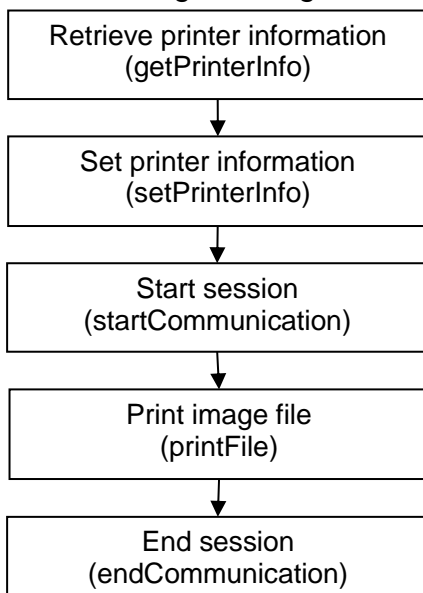 Retrieve printer information
(getPrinterInfo)
Set printer information
(setPrinterInfo)
Start session
(startCommunication)
Print image file
(printFile)
End session
(endCommunication)